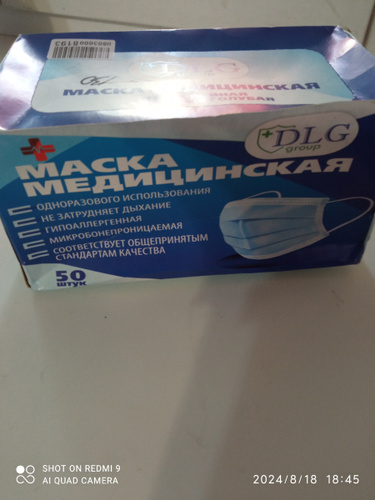 DLG
МАСКА МЕДИЦИНСКАЯ
DLG
group
МАСКА
МЕДИЦИНСКАЯ
ОДНОРАЗОВОГО ИСПОЛЬЗОВАНИЯ
НЕ ЗАТРУДНЯЕТ ДЫХАНИЕ
ГИПОАЛЛЕРГЕННАЯ
МИКРОБОНЕПРОНИЦАЕМАЯ
СООТВЕТСТВУЕТ ОБЩЕПРИНЯТЫМ
СТАНДАРТАМ КАЧЕСТВА
50
ШТУК
SHOT ON REDMI 9
AI QUAD CAMERA
2024/8/18 18:45